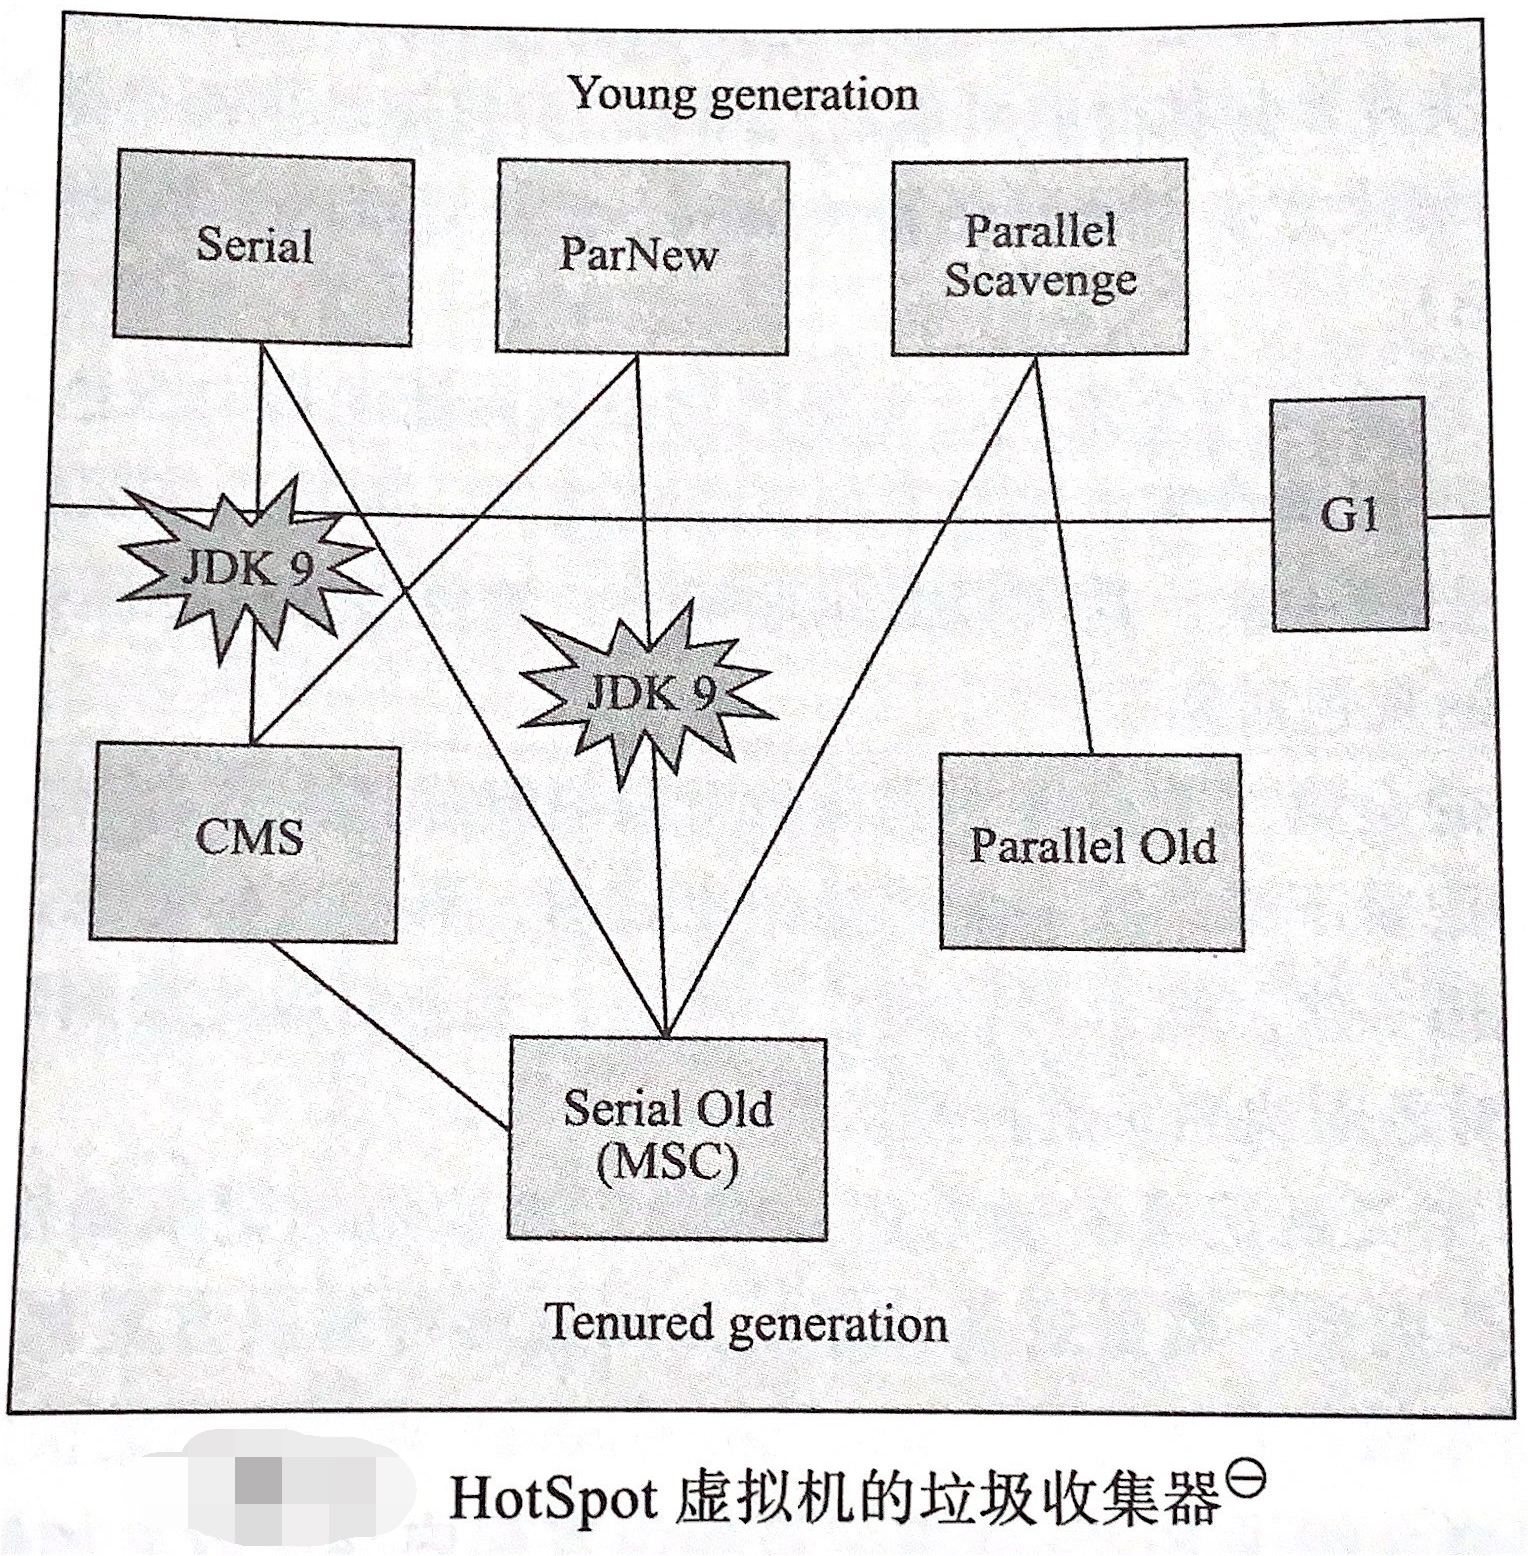 Young generation
Serial
ParNew
Parallel
Scavenge
G1
JDK 9
JDK 9
CMS
Parallel Old
Serial Old
(MSC)
Tenured generation
HotSpot 虚拟机的垃圾收集器㊀